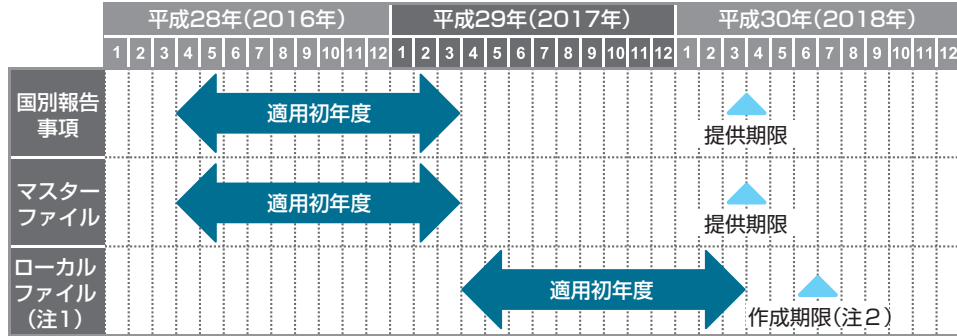 平成28年(2016年) 平成29年(2017年) 平成30年(2018年)
1 2 3 4 5 6 7 8 9 10 11 12 1 2 3 4 5 6 7 8 9 10 11 12 1 2 3 4 5 6 7 8 9 10 11 12
国別報告
事項
適用初年度
提供期限
マスター
ファイル
適用初年度
提供期限
ローカル
ファイル
(注1)
適用初年度
作成期限(注2)